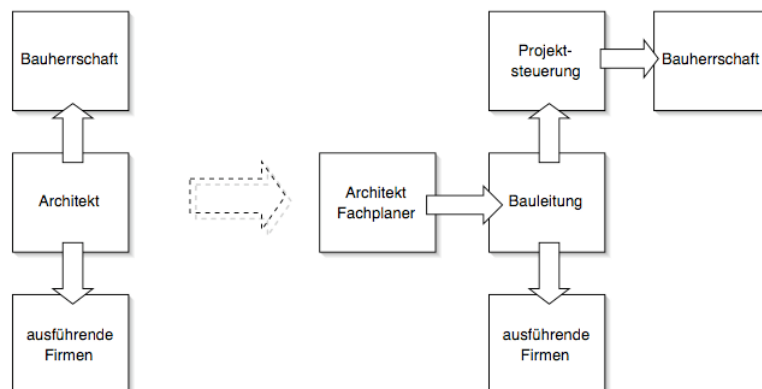 Bauherrschaft
Architekt
ausführende
Firmen
Projekt-
steuerung
Bauherrschaft
Architekt
Fachplaner
Bauleitung
ausführende
Firmen